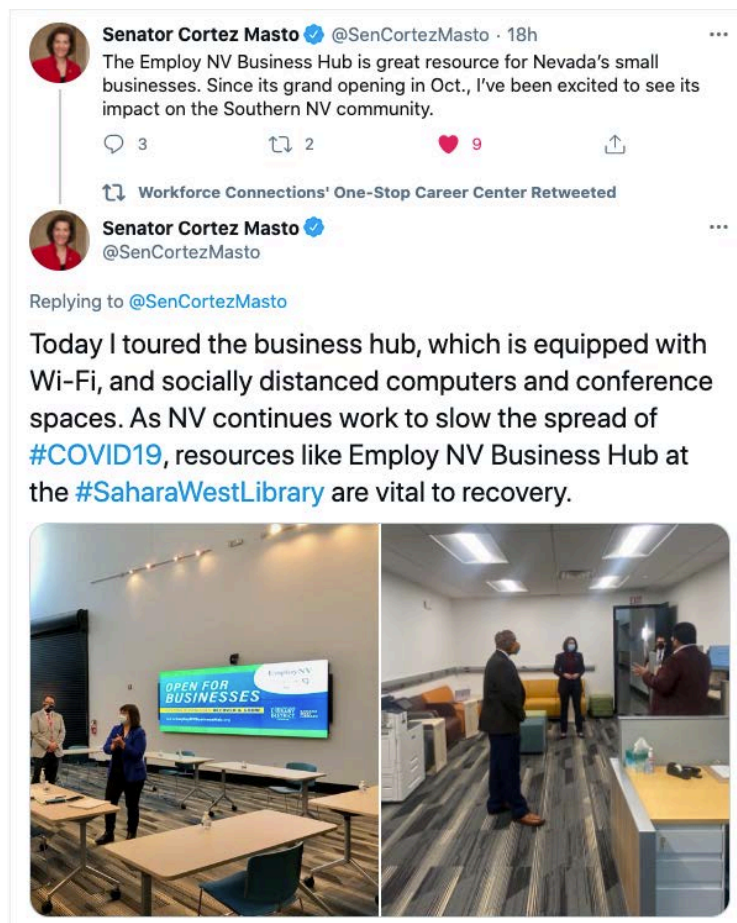 Senator Cortez Masto @SenCortezMasto · 18h
The Employ NV Business Hub is great resource for Nevada's small
businesses. Since its grand opening in Oct., I've been excited to see its
impact on the Southern NV community.
3 2 9
Workforce Connections' One-Stop Career Center Retweeted
Senator Cortez Masto
@SenCortezMasto
Replying to @SenCortezMasto
Today I toured the business hub, which is equipped with
Wi-Fi, and socially distanced computers and conference
spaces. As NV continues work to slow the spread of
#COVID19, resources like Employ NV Business Hub at
the #SaharaWestLibrary are vital to recovery.
EmployNV
OPEN FOR
BUSINESSES
LIBRARY
DISTRICT
EXIT